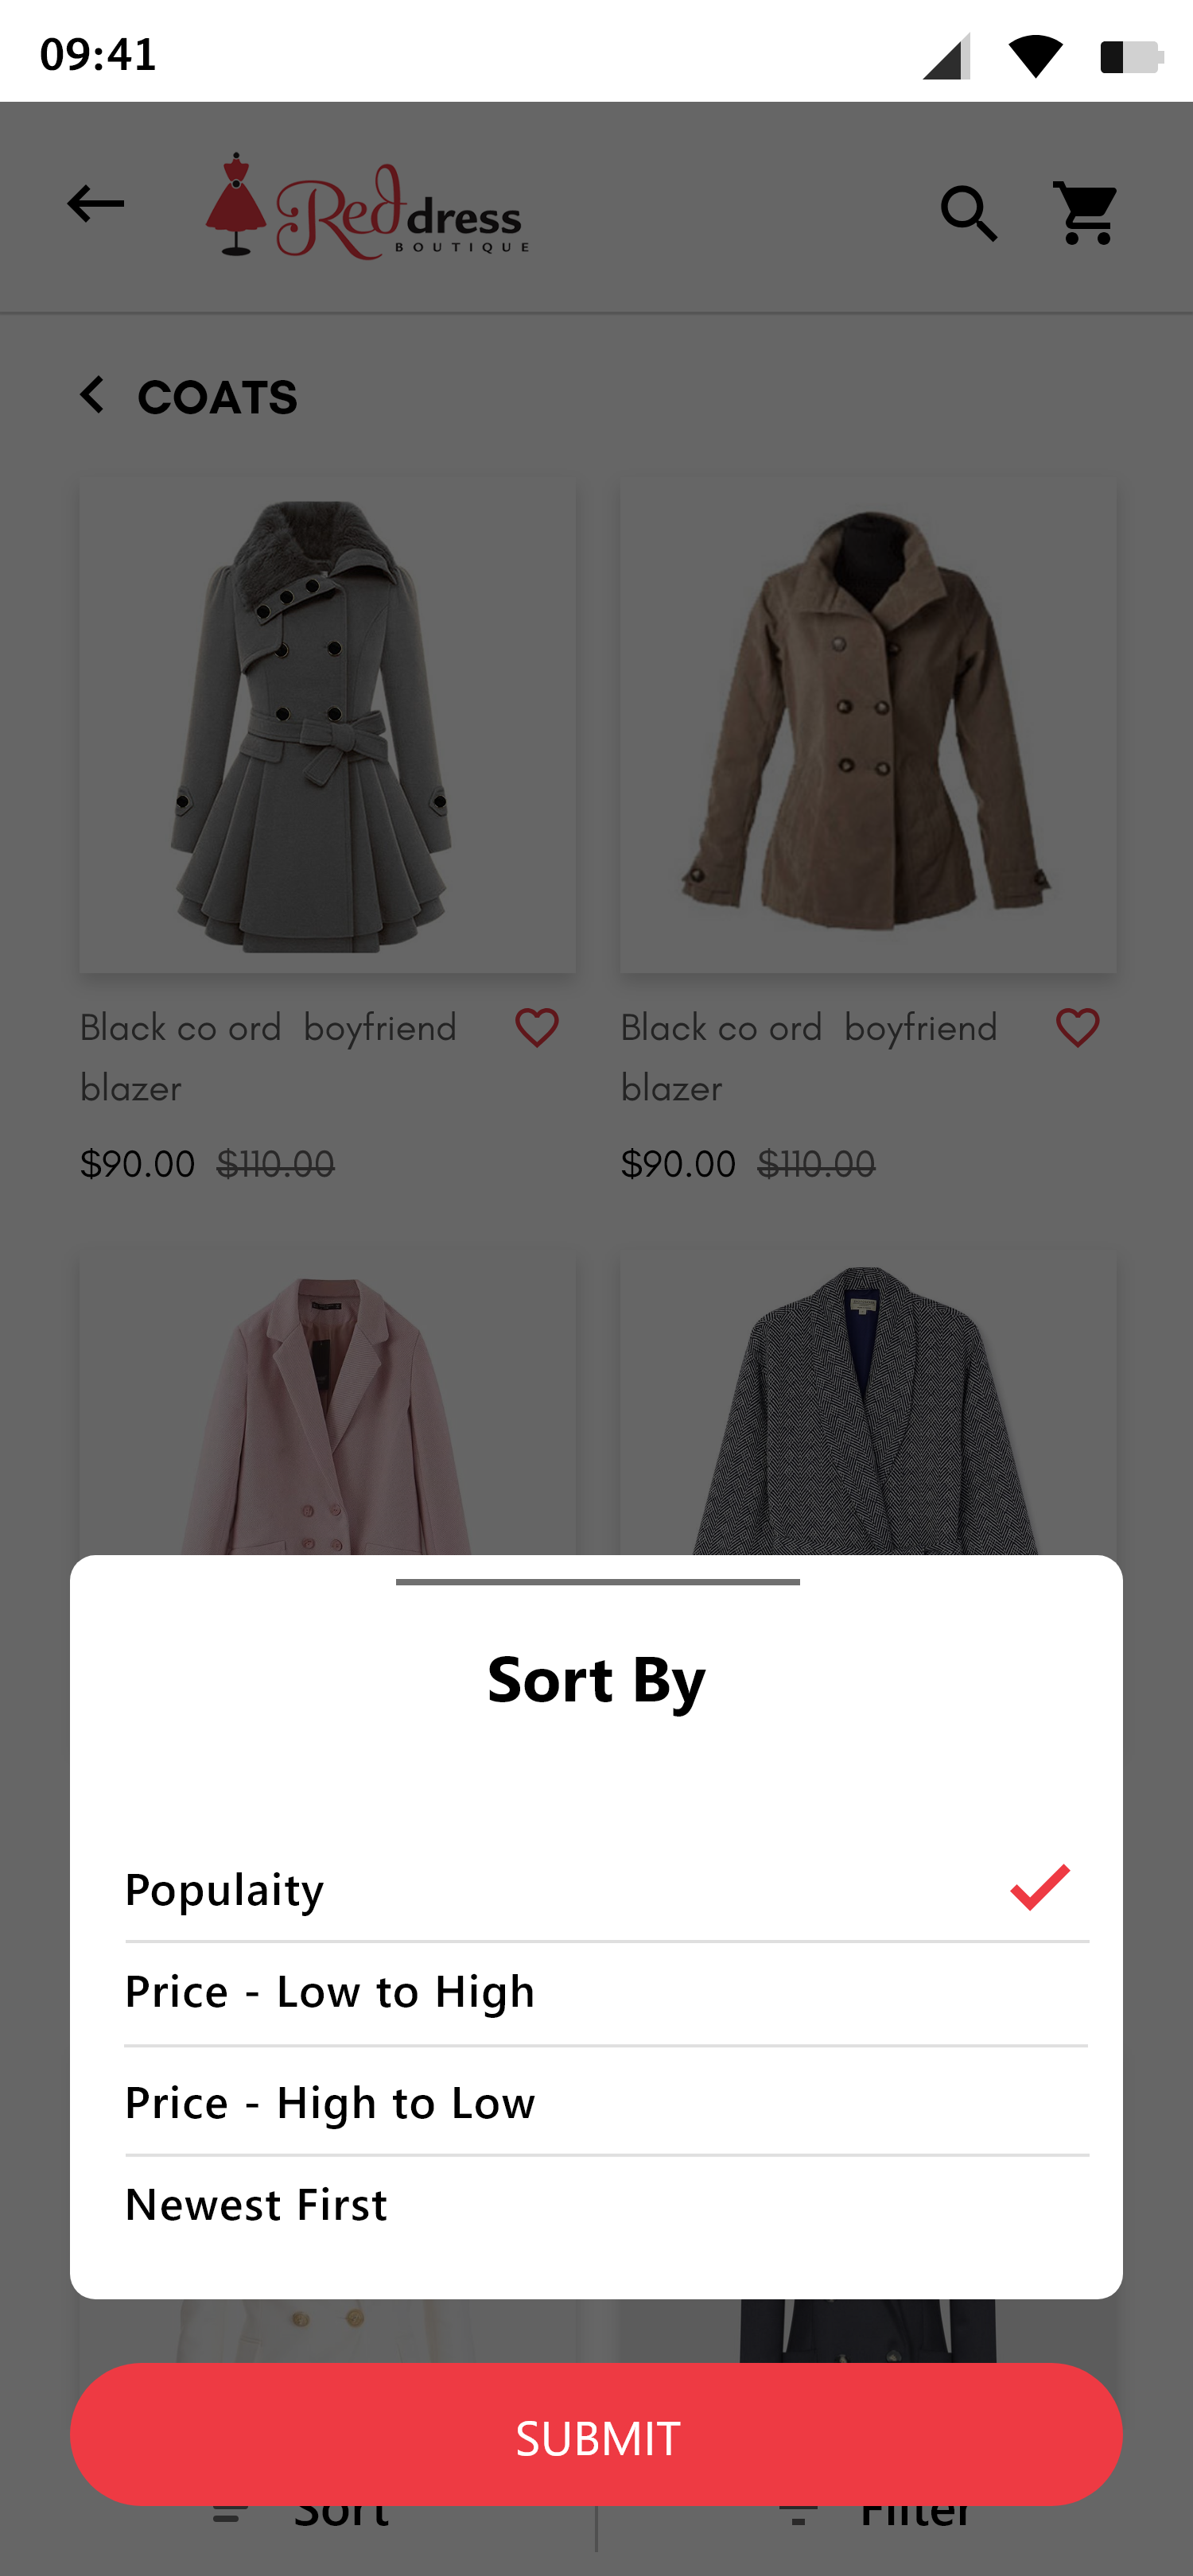 09:41
Red dress
BOUTIQUE
COATS
Black co ord boyfriend
blazer
$90.00 $110.00
Black co ord boyfriend
blazer
$90.00 $110.00
Sort By
Populaity
Price - Low to High
Price - High to Low
Newest First
SUBMIT
Sort
Filter